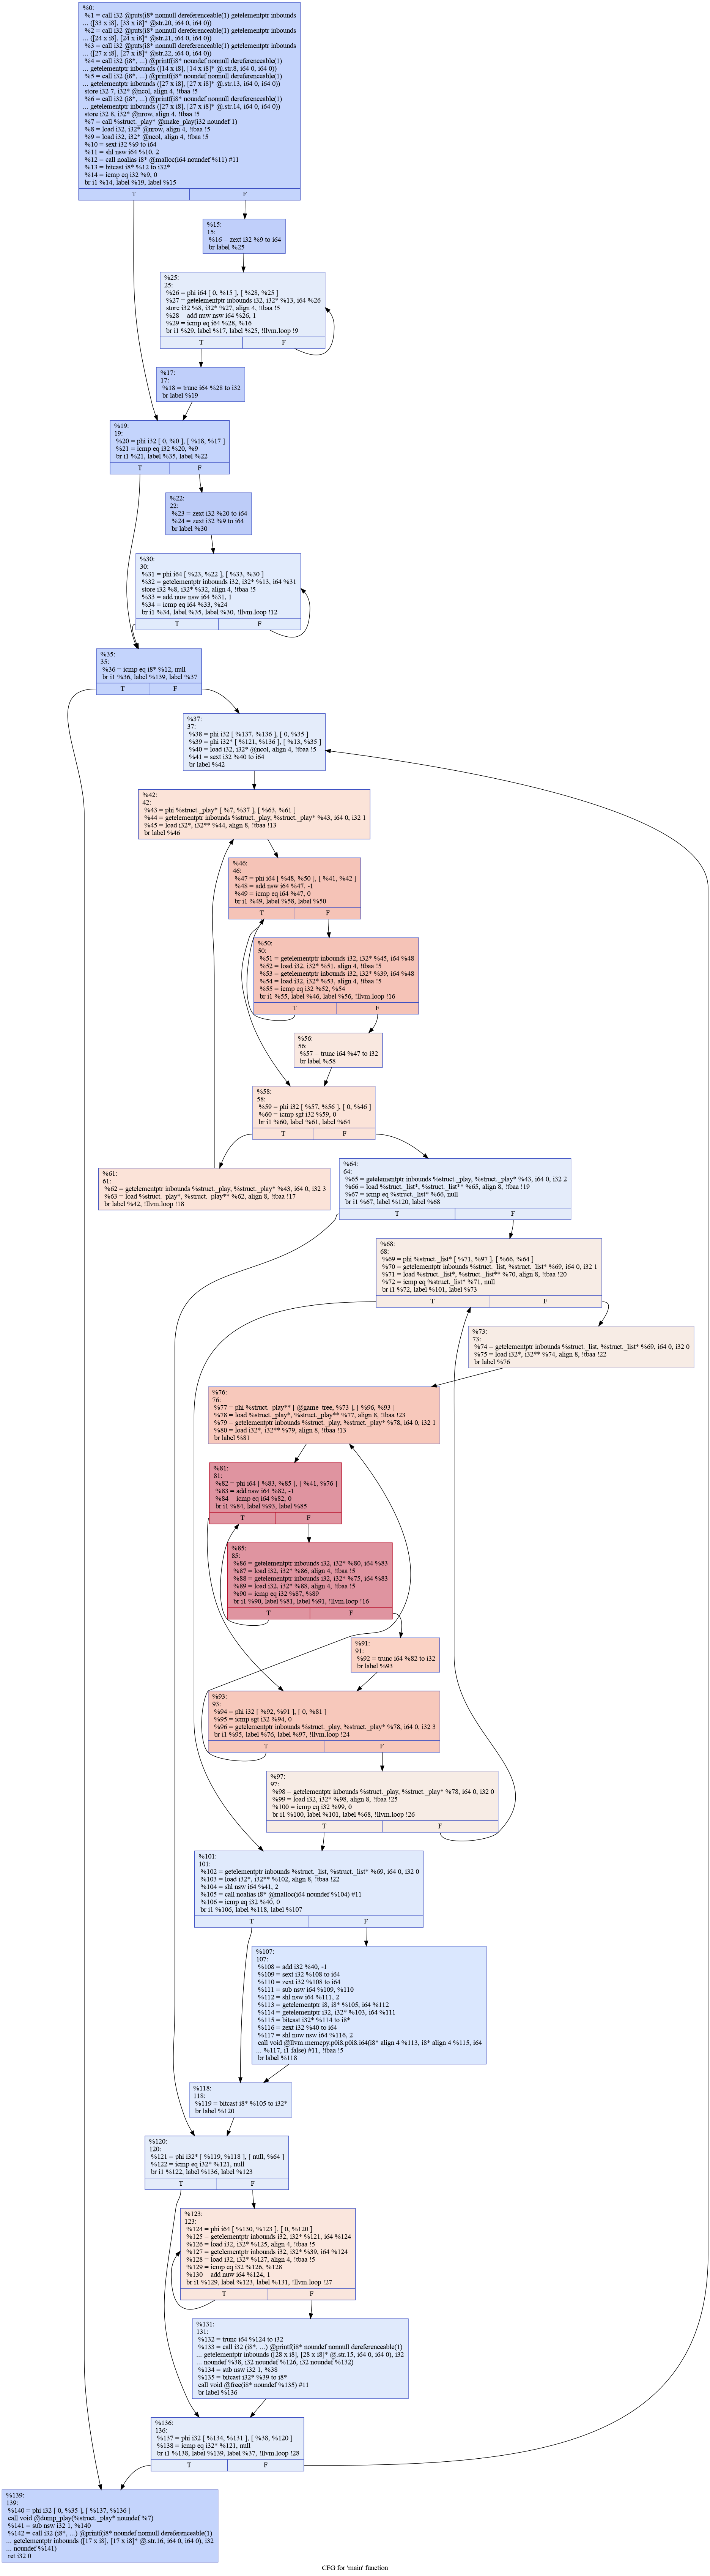 %0:
%1 = call i32 @puts(i8* nonnull dereferenceable(1) getelementptr inbounds
... ([33 x i8], [33 x i8]* @str.20, i64 0, i64 0))
%2 = call i32 @puts(i8* nonnull dereferenceable(1) getelementptr inbounds
... ([24 x i8], [24 x i8]* @str.21, i64 0, i64 0))
%3 = call i32 @puts(i8* nonnull dereferenceable(1) getelementptr inbounds
... ([27 x i8], [27 x i8]* @str.22, i64 0, i64 0))
%4 = call i32 (i8*, ...) @printf(i8* noundef nonnull dereferenceable(1)
... getelementptr inbounds ([14 x i8], [14 x i8]* @.str.8, i64 0, i64 0))
%5 = call i32 (i8*, ...) @printf(i8* noundef nonnull dereferenceable(1)
... getelementptr inbounds ([27 x i8], [27 x i8]* @.str.13, i64 0, i64 0))
store i32 7, i32* @ncol, align 4, !tbaa !5
%6 = call i32 (i8*, ...) @printf(i8* noundef nonnull dereferenceable(1)
... getelementptr inbounds ([27 x i8], [27 x i8]* @.str.14, i64 0, i64 0))
store i32 8, i32* @nrow, align 4, !tbaa !5
%7 = call %struct._play* @make_play(i32 noundef 1)
%8 = load i32, i32* @nrow, align 4, !tbaa !5
%9 = load i32, i32* @ncol, align 4, !tbaa !5
%10 = sext i32 %9 to i64
%11 = shl nsw i64 %10, 2
%12 = call noalias i8* @malloc(i64 noundef %11) #11
%13 = bitcast i8* %12 to i32*
%14 = icmp eq i32 %9, 0
br i1 %14, label %19, label %15
T F
%15:
15:
%16 = zext i32 %9 to i64
br label %25
%25:
25:
%26 = phi i64 [ 0, %15 ], [ %28, %25 ]
%27 = getelementptr inbounds i32, i32* %13, i64 %26
store i32 %8, i32* %27, align 4, !tbaa !5
%28 = add nuw nsw i64 %26, 1
%29 = icmp eq i64 %28, %16
br i1 %29, label %17, label %25, !llvm.loop !9
T F
%17:
17:
%18 = trunc i64 %28 to i32
br label %19
%19:
19:
%20 = phi i32 [ 0, %0 ], [ %18, %17 ]
%21 = icmp eq i32 %20, %9
br i1 %21, label %35, label %22
T F
%22:
22:
%23 = zext i32 %20 to i64
%24 = zext i32 %9 to i64
br label %30
%30:
30:
%31 = phi i64 [ %23, %22 ], [ %33, %30 ]
%32 = getelementptr inbounds i32, i32* %13, i64 %31
store i32 %8, i32* %32, align 4, !tbaa !5
%33 = add nuw nsw i64 %31, 1
%34 = icmp eq i64 %33, %24
br i1 %34, label %35, label %30, !llvm.loop !12
T F
%35:
35:
%36 = icmp eq i8* %12, null
br i1 %36, label %139, label %37
T F
%37:
37:
%38 = phi i32 [ %137, %136 ], [ 0, %35 ]
%39 = phi i32* [ %121, %136 ], [ %13, %35 ]
%40 = load i32, i32* @ncol, align 4, !tbaa !5
%41 = sext i32 %40 to i64
br label %42
%42:
42:
%43 = phi %struct._play* [ %7, %37 ], [ %63, %61 ]
%44 = getelementptr inbounds %struct._play, %struct._play* %43, i64 0, i32 1
%45 = load i32*, i32** %44, align 8, !tbaa !13
br label %46
%46:
46:
%47 = phi i64 [ %48, %50 ], [ %41, %42 ]
%48 = add nsw i64 %47, -1
%49 = icmp eq i64 %47, 0
br i1 %49, label %58, label %50
T F
%50:
50:
%51 = getelementptr inbounds i32, i32* %45, i64 %48
%52 = load i32, i32* %51, align 4, !tbaa !5
%53 = getelementptr inbounds i32, i32* %39, i64 %48
%54 = load i32, i32* %53, align 4, !tbaa !5
%55 = icmp eq i32 %52, %54
br i1 %55, label %46, label %56, !llvm.loop !16
T F
%56:
56:
%57 = trunc i64 %47 to i32
br label %58
%58:
58:
%59 = phi i32 [ %57, %56 ], [ 0, %46 ]
%60 = icmp sgt i32 %59, 0
br i1 %60, label %61, label %64
T F
%61:
61:
%62 = getelementptr inbounds %struct._play, %struct._play* %43, i64 0, i32 3
%63 = load %struct._play*, %struct._play** %62, align 8, !tbaa !17
br label %42, !llvm.loop !18
%64:
64:
%65 = getelementptr inbounds %struct._play, %struct._play* %43, i64 0, i32 2
%66 = load %struct._list*, %struct._list** %65, align 8, !tbaa !19
%67 = icmp eq %struct._list* %66, null
br i1 %67, label %120, label %68
T F
%68:
68:
%69 = phi %struct._list* [ %71, %97 ], [ %66, %64 ]
%70 = getelementptr inbounds %struct._list, %struct._list* %69, i64 0, i32 1
%71 = load %struct._list*, %struct._list** %70, align 8, !tbaa !20
%72 = icmp eq %struct._list* %71, null
br i1 %72, label %101, label %73
T F
%73:
73:
%74 = getelementptr inbounds %struct._list, %struct._list* %69, i64 0, i32 0
%75 = load i32*, i32** %74, align 8, !tbaa !22
br label %76
%76:
76:
%77 = phi %struct._play** [ @game_tree, %73 ], [ %96, %93 ]
%78 = load %struct._play*, %struct._play** %77, align 8, !tbaa !23
%79 = getelementptr inbounds %struct._play, %struct._play* %78, i64 0, i32 1
%80 = load i32*, i32** %79, align 8, !tbaa !13
br label %81
%81:
81:
%82 = phi i64 [ %83, %85 ], [ %41, %76 ]
%83 = add nsw i64 %82, -1
%84 = icmp eq i64 %82, 0
br i1 %84, label %93, label %85
T F
%85:
85:
%86 = getelementptr inbounds i32, i32* %80, i64 %83
%87 = load i32, i32* %86, align 4, !tbaa !5
%88 = getelementptr inbounds i32, i32* %75, i64 %83
%89 = load i32, i32* %88, align 4, !tbaa !5
%90 = icmp eq i32 %87, %89
br i1 %90, label %81, label %91, !llvm.loop !16
T F
%91:
91:
%92 = trunc i64 %82 to i32
br label %93
%93:
93:
%94 = phi i32 [ %92, %91 ], [ 0, %81 ]
%95 = icmp sgt i32 %94, 0
%96 = getelementptr inbounds %struct._play, %struct._play* %78, i64 0, i32 3
br i1 %95, label %76, label %97, !llvm.loop !24
T F
%97:
97:
%98 = getelementptr inbounds %struct._play, %struct._play* %78, i64 0, i32 0
%99 = load i32, i32* %98, align 8, !tbaa !25
%100 = icmp eq i32 %99, 0
br i1 %100, label %101, label %68, !llvm.loop !26
T F
%101:
101:
%102 = getelementptr inbounds %struct._list, %struct._list* %69, i64 0, i32 0
%103 = load i32*, i32** %102, align 8, !tbaa !22
%104 = shl nsw i64 %41, 2
%105 = call noalias i8* @malloc(i64 noundef %104) #11
%106 = icmp eq i32 %40, 0
br i1 %106, label %118, label %107
T F
%107:
107:
%108 = add i32 %40, -1
%109 = sext i32 %108 to i64
%110 = zext i32 %108 to i64
%111 = sub nsw i64 %109, %110
%112 = shl nsw i64 %111, 2
%113 = getelementptr i8, i8* %105, i64 %112
%114 = getelementptr i32, i32* %103, i64 %111
%115 = bitcast i32* %114 to i8*
%116 = zext i32 %40 to i64
%117 = shl nuw nsw i64 %116, 2
call void @llvm.memcpy.p0i8.p0i8.i64(i8* align 4 %113, i8* align 4 %115, i64
... %117, i1 false) #11, !tbaa !5
br label %118
%118:
118:
%119 = bitcast i8* %105 to i32*
br label %120
%120:
120:
%121 = phi i32* [ %119, %118 ], [ null, %64 ]
%122 = icmp eq i32* %121, null
br i1 %122, label %136, label %123
T F
%123:
123:
%124 = phi i64 [ %130, %123 ], [ 0, %120 ]
%125 = getelementptr inbounds i32, i32* %121, i64 %124
%126 = load i32, i32* %125, align 4, !tbaa !5
%127 = getelementptr inbounds i32, i32* %39, i64 %124
%128 = load i32, i32* %127, align 4, !tbaa !5
%129 = icmp eq i32 %126, %128
%130 = add nuw i64 %124, 1
br i1 %129, label %123, label %131, !llvm.loop !27
T F
%131:
131:
%132 = trunc i64 %124 to i32
%133 = call i32 (i8*, ...) @printf(i8* noundef nonnull dereferenceable(1)
... getelementptr inbounds ([28 x i8], [28 x i8]* @.str.15, i64 0, i64 0), i32
... noundef %38, i32 noundef %126, i32 noundef %132)
%134 = sub nsw i32 1, %38
%135 = bitcast i32* %39 to i8*
call void @free(i8* noundef %135) #11
br label %136
%136:
136:
%137 = phi i32 [ %134, %131 ], [ %38, %120 ]
%138 = icmp eq i32* %121, null
br i1 %138, label %139, label %37, !llvm.loop !28
T F
%139:
139:
%140 = phi i32 [ 0, %35 ], [ %137, %136 ]
call void @dump_play(%struct._play* noundef %7)
%141 = sub nsw i32 1, %140
%142 = call i32 (i8*, ...) @printf(i8* noundef nonnull dereferenceable(1)
... getelementptr inbounds ([17 x i8], [17 x i8]* @.str.16, i64 0, i64 0), i32
... noundef %141)
ret i32 0
CFG for 'main' function